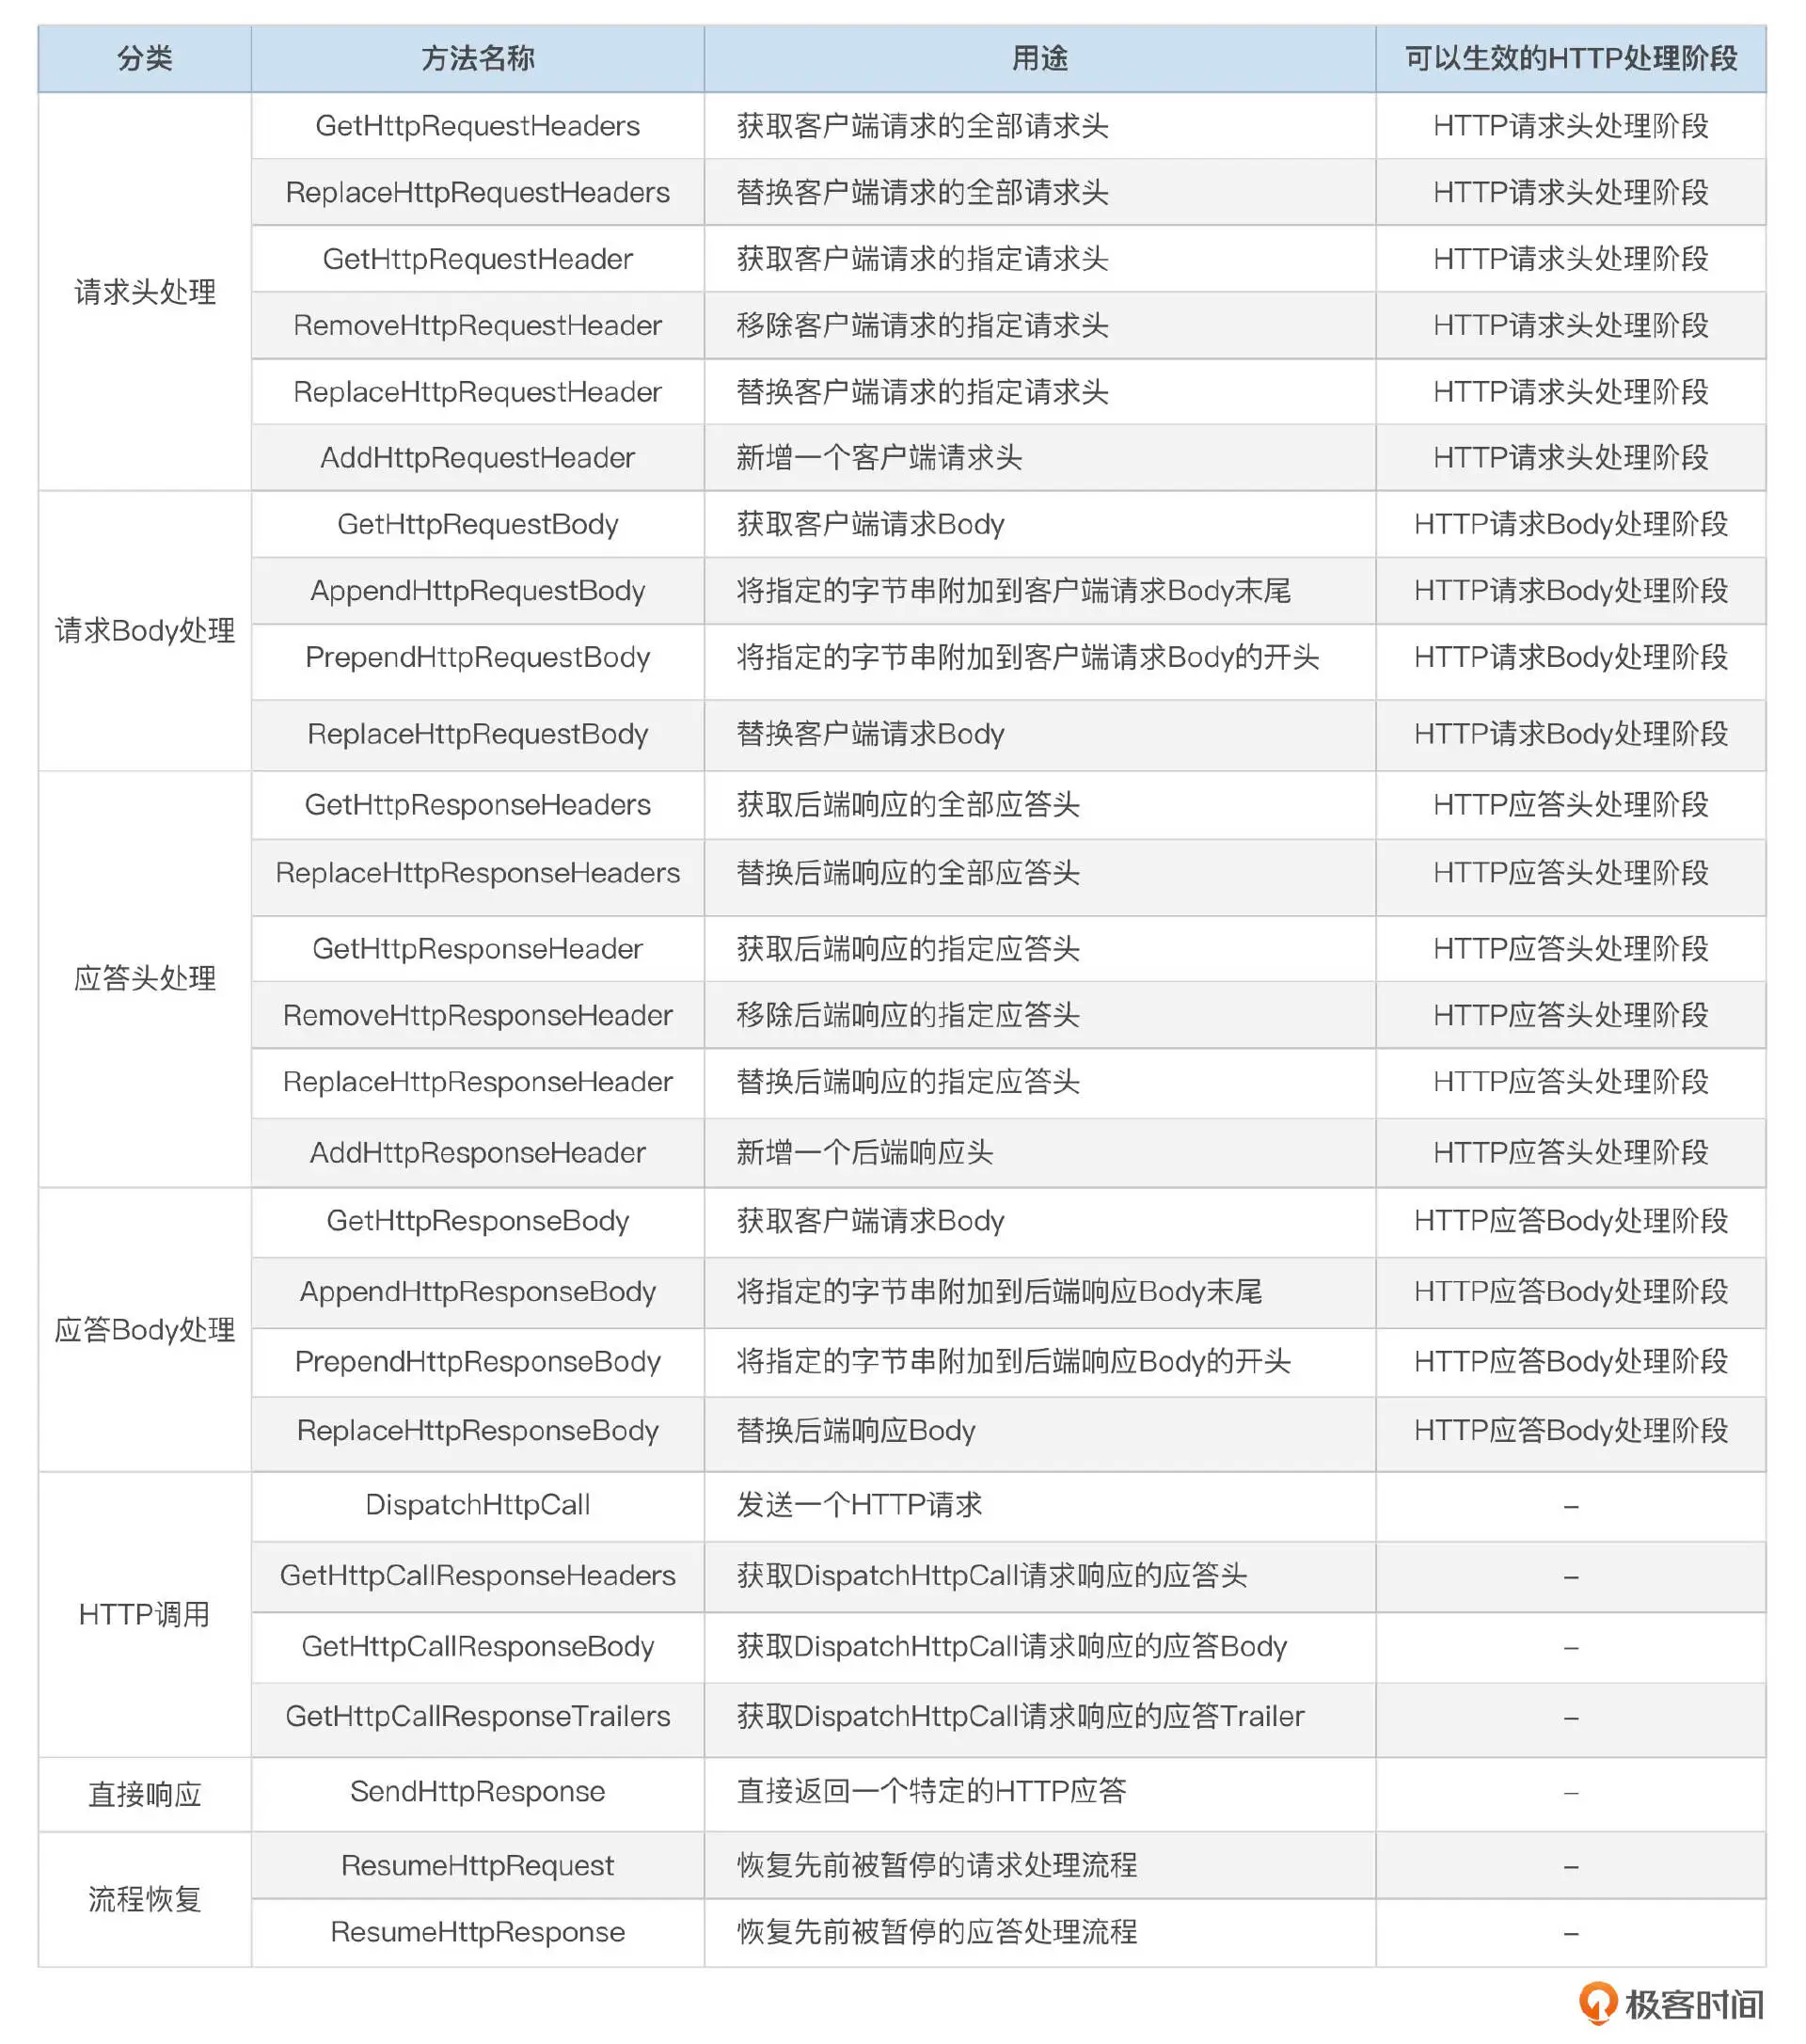 分类 方法名称 用途 可以生效的HTTP处理阶段
请求头处理
GetHttpRequestHeaders 获取客户端请求的全部请求头 HTTP请求头处理阶段
ReplaceHttpRequestHeaders 替换客户端请求的全部请求头 HTTP请求头处理阶段
GetHttpRequestHeader 获取客户端请求的指定请求头 HTTP请求头处理阶段
RemoveHttpRequestHeader 移除客户端请求的指定请求头 HTTP请求头处理阶段
ReplaceHttpRequestHeader 替换客户端请求的指定请求头 HTTP请求头处理阶段
AddHttpRequestHeader 新增一个客户端请求头 HTTP请求头处理阶段
请求Body处理
GetHttpRequestBody 获取客户端请求Body HTTP请求Body处理阶段
AppendHttpRequestBody 将指定的字节串附加到客户端请求Body末尾 HTTP请求Body处理阶段
PrependHttpRequestBody 将指定的字节串附加到客户端请求Body的开头 HTTP请求Body处理阶段
ReplaceHttpRequestBody 替换客户端请求Body HTTP请求Body处理阶段
应答头处理
GetHttpResponseHeaders 获取后端响应的全部应答头 HTTP应答头处理阶段
ReplaceHttpResponseHeaders 替换后端响应的全部应答头 HTTP应答头处理阶段
GetHttpResponseHeader 获取后端响应的指定应答头 HTTP应答头处理阶段
RemoveHttpResponseHeader 移除后端响应的指定应答头 HTTP应答头处理阶段
ReplaceHttpResponseHeader 替换后端响应的指定应答头 HTTP应答头处理阶段
AddHttpResponseHeader 新增一个后端响应头 HTTP应答头处理阶段
应答Body处理
GetHttpResponseBody 获取客户端请求Body HTTP应答Body处理阶段
AppendHttpResponseBody 将指定的字节串附加到后端响应Body末尾 HTTP应答Body处理阶段
PrependHttpResponseBody 将指定的字节串附加到后端响应Body的开头 HTTP应答Body处理阶段
ReplaceHttpResponseBody 替换后端响应Body HTTP应答Body处理阶段
HTTP调用
DispatchHttpCall 发送一个HTTP请求 –
GetHttpCallResponseHeaders 获取DispatchHttpCall请求响应的应答头 –
GetHttpCallResponseBody 获取DispatchHttpCall请求响应的应答Body –
GetHttpCallResponseTrailers 获取DispatchHttpCall请求响应的应答Trailer –
直接响应 SendHttpResponse 直接返回一个特定的HTTP应答 –
流程恢复
ResumeHttpRequest 恢复先前被暂停的请求处理流程 –
ResumeHttpResponse 恢复先前被暂停的应答处理流程 –
极客时间